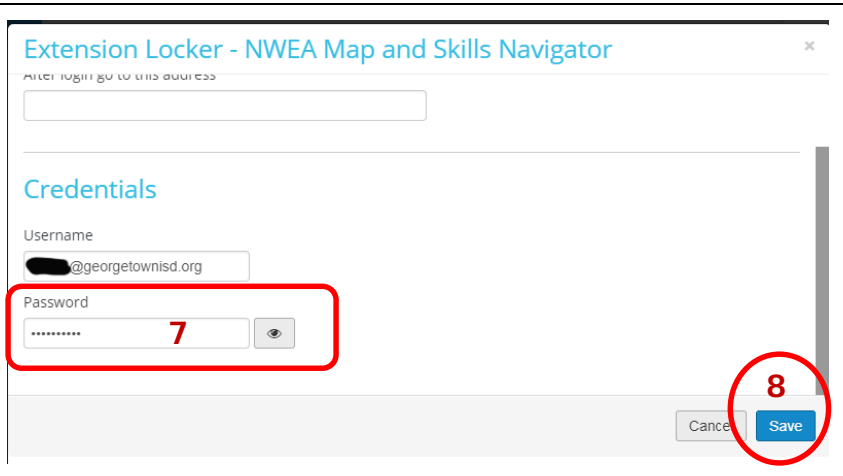 Extension Locker - NWEA Map and Skills Navigator ×
After login go to this address
Credentials
Username
@georgetownisd.org
Password
•••••••••• 7
8
Cancel Save